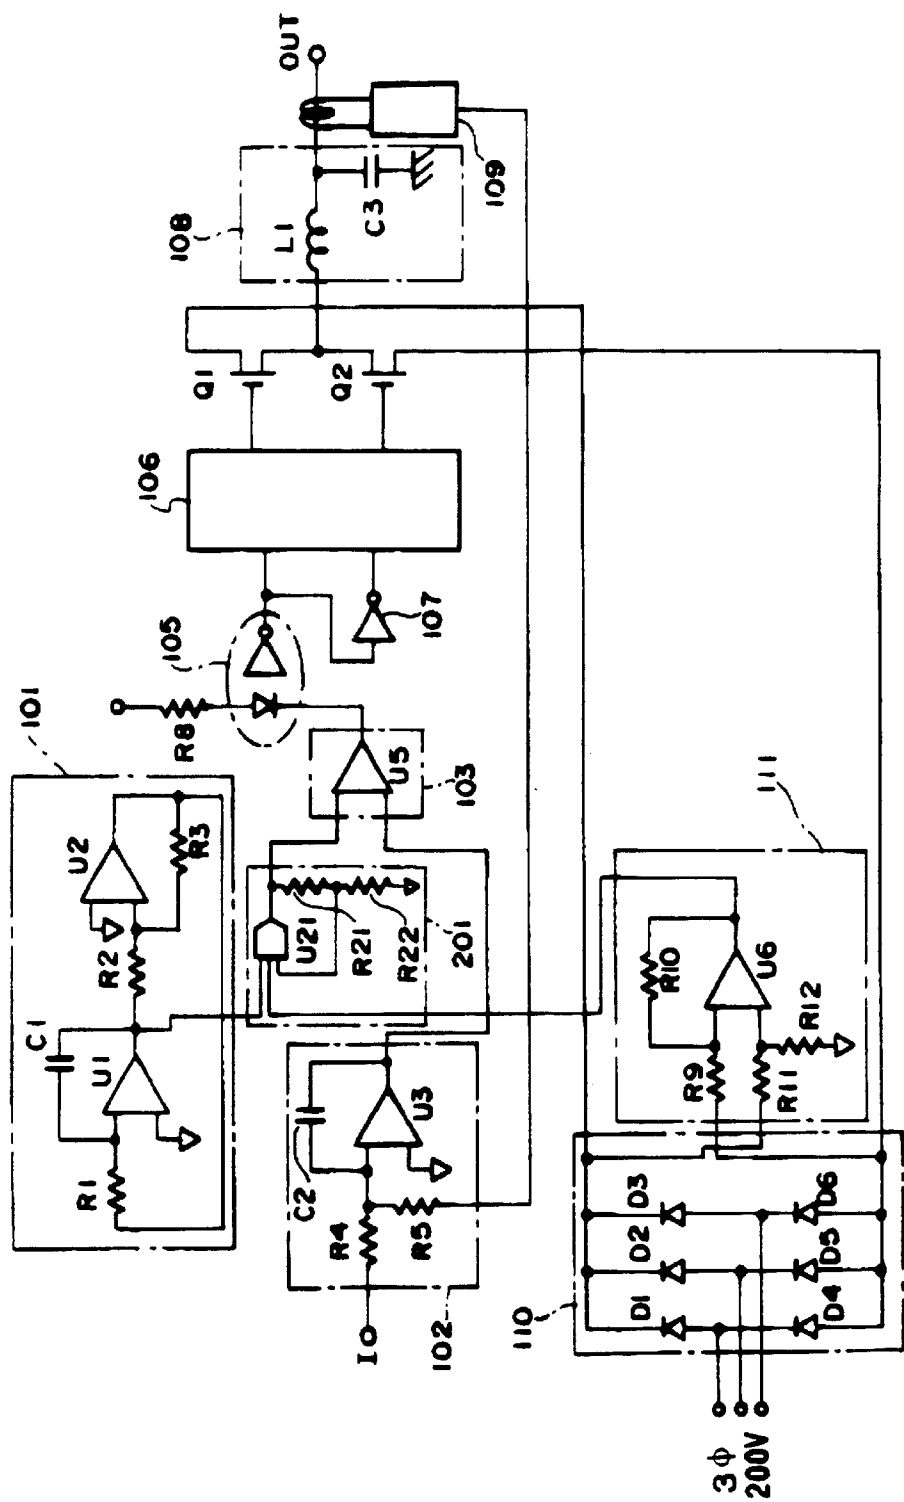 101
R1
C1
U1
R2
U2
R3
R8
105
106
Q1
Q2
107
108
L1
C3
OUT
109
IO
R4
R5
C2
U3
102
U21
R21
R22
201
U5
103
3φ
200V
110
D1
D2
D3
D4
D5
D6
R9
R10
R11
R12
U6
111